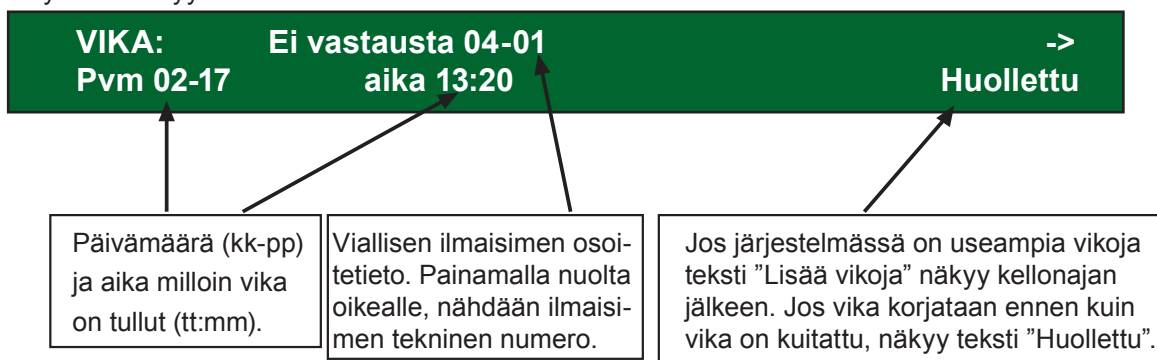 VIKA: Ei vastausta 04-01 ->
Pvm 02-17 aika 13:20 Huollettu
Päivämäärä (kk-pp)
ja aika milloin vika
on tullut (tt:mm).
Viallisen ilmaisimen osoi-
tetieto. Painamalla nuolta
oikealle, nähdään ilmaisi-
men tekninen numero.
Jos järjestelmässä on useampia vikoja
teksti ”Lisää vikoja” näkyy kellonajan
jälkeen. Jos vika korjataan ennen kuin
vika on kuitattu, näkyy teksti ”Huollettu”.